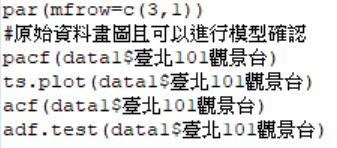 par(mfrow=c(3,1))
#原始資料畫圖且可以進行模型確認
pacf(data1$臺北101觀景台)
ts.plot(data1$臺北101觀景台)
acf(data1$臺北101觀景台)
adf.test(data1$臺北101觀景台)